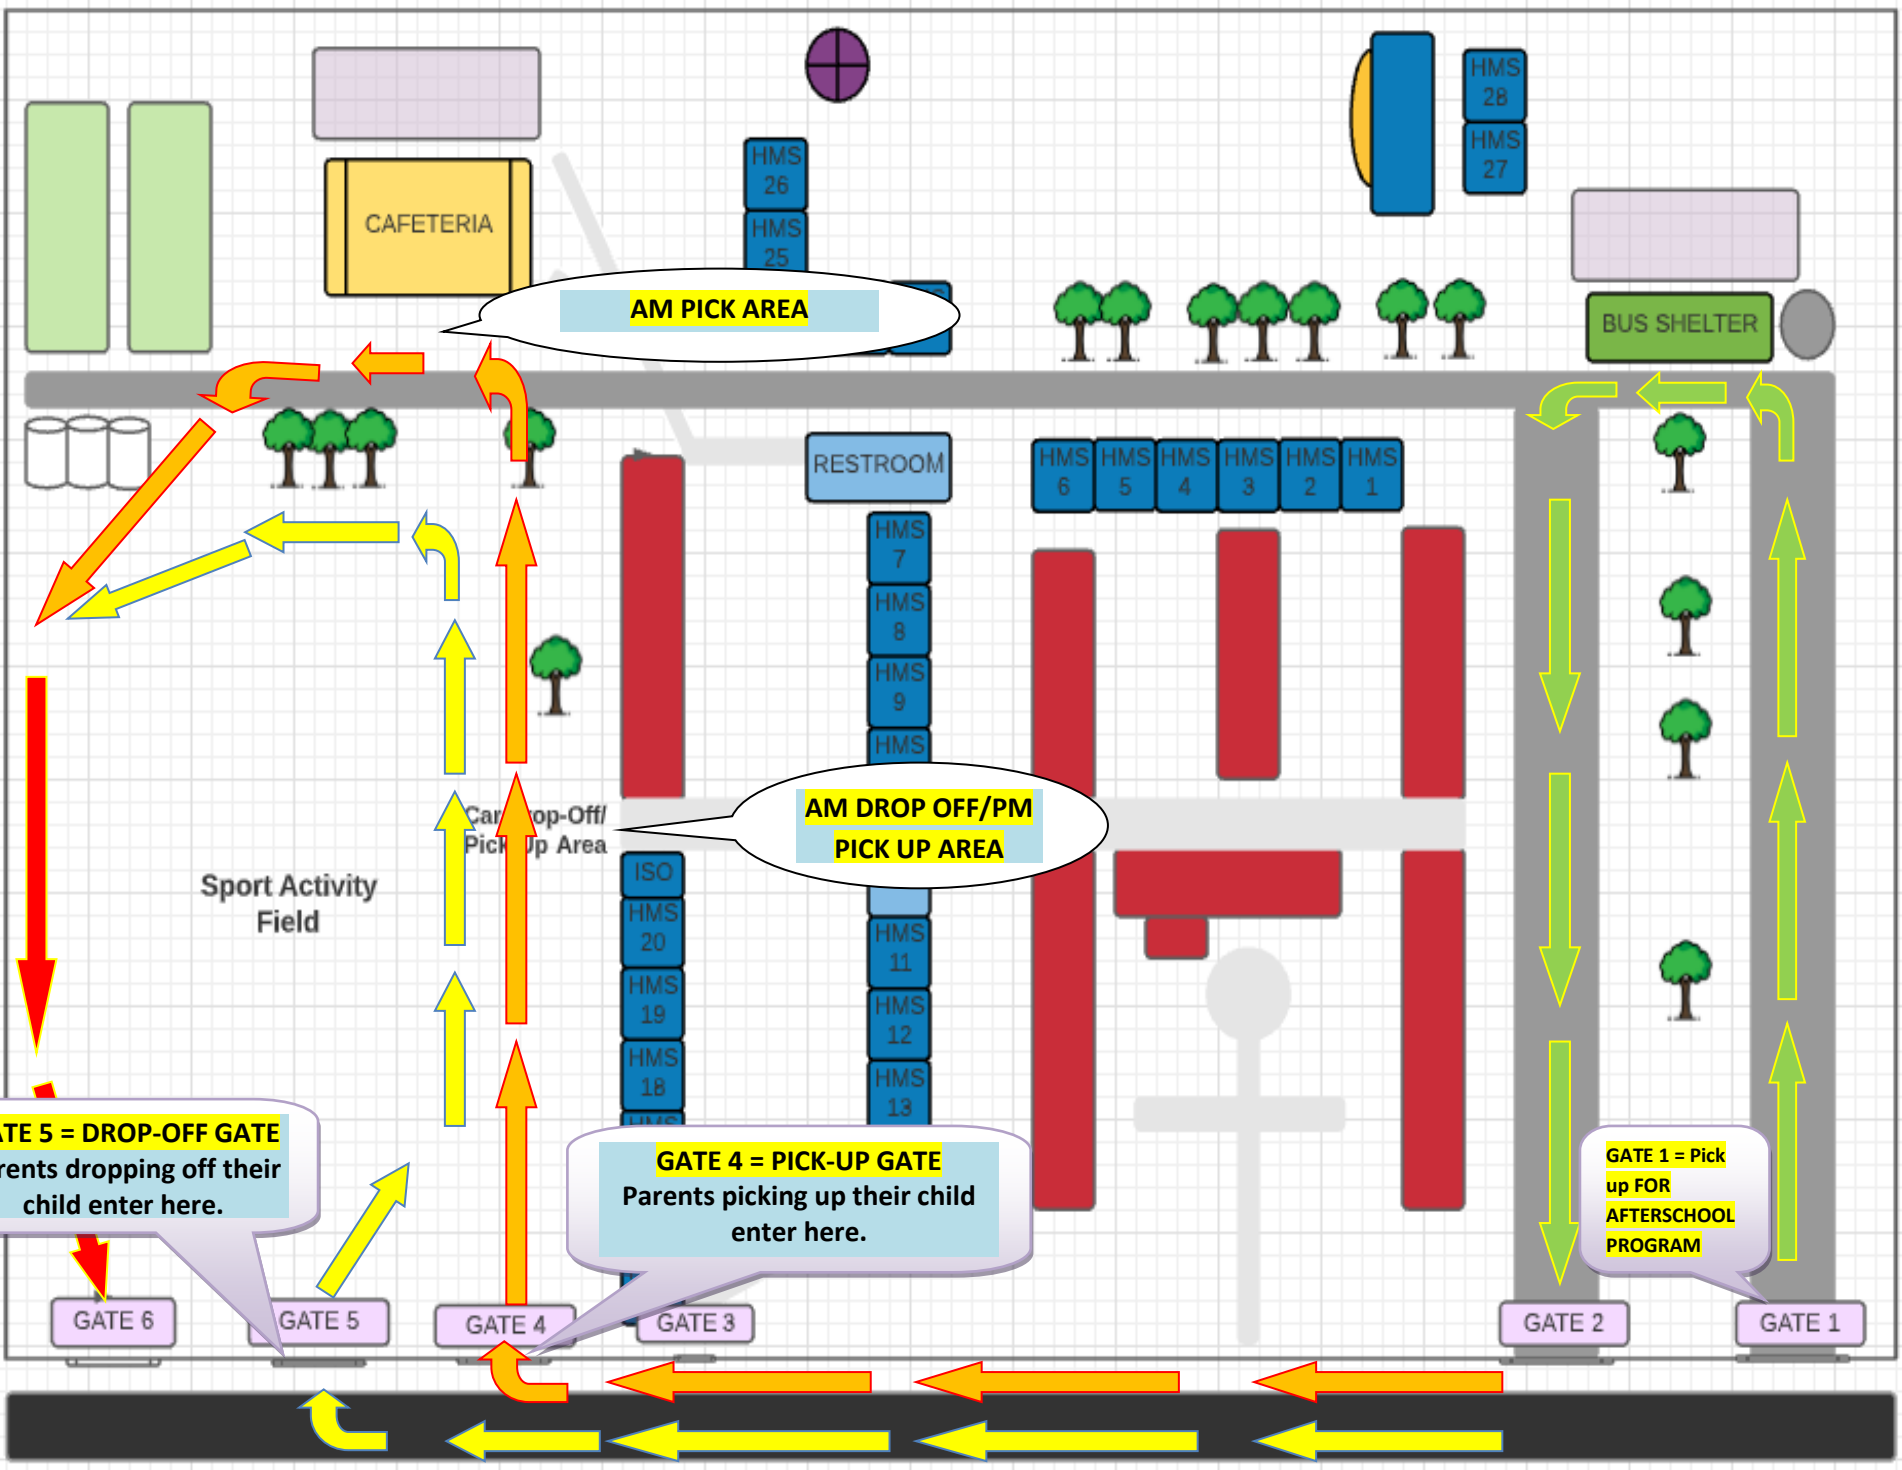 HMS
28
HMS
27
HMS
26
HMS
25
CAFETERIA
AM PICK AREA
BUS SHELTER
RESTROOM
HMS
6
HMS
5
HMS
4
HMS
3
HMS
2
HMS
1
HMS
7
HMS
8
HMS
9
HMS
Area
AM DROP OFF/PM
PICK UP AREA
Sport Activity
Field
ISO
HMS
20
HMS
19
HMS
18
HMS
11
HMS
12
HMS
13
5 = DROP-OFF GATE
dropping off their
child enter here.
GATE 4 = PICK-UP GATE
Parents picking up their child
enter here.
GATE 1 = Pick
up FOR
AFTERSCHOOL
PROGRAM
GATE 6
GATE 5
GATE 4
GATE 3
GATE 2
GATE 1